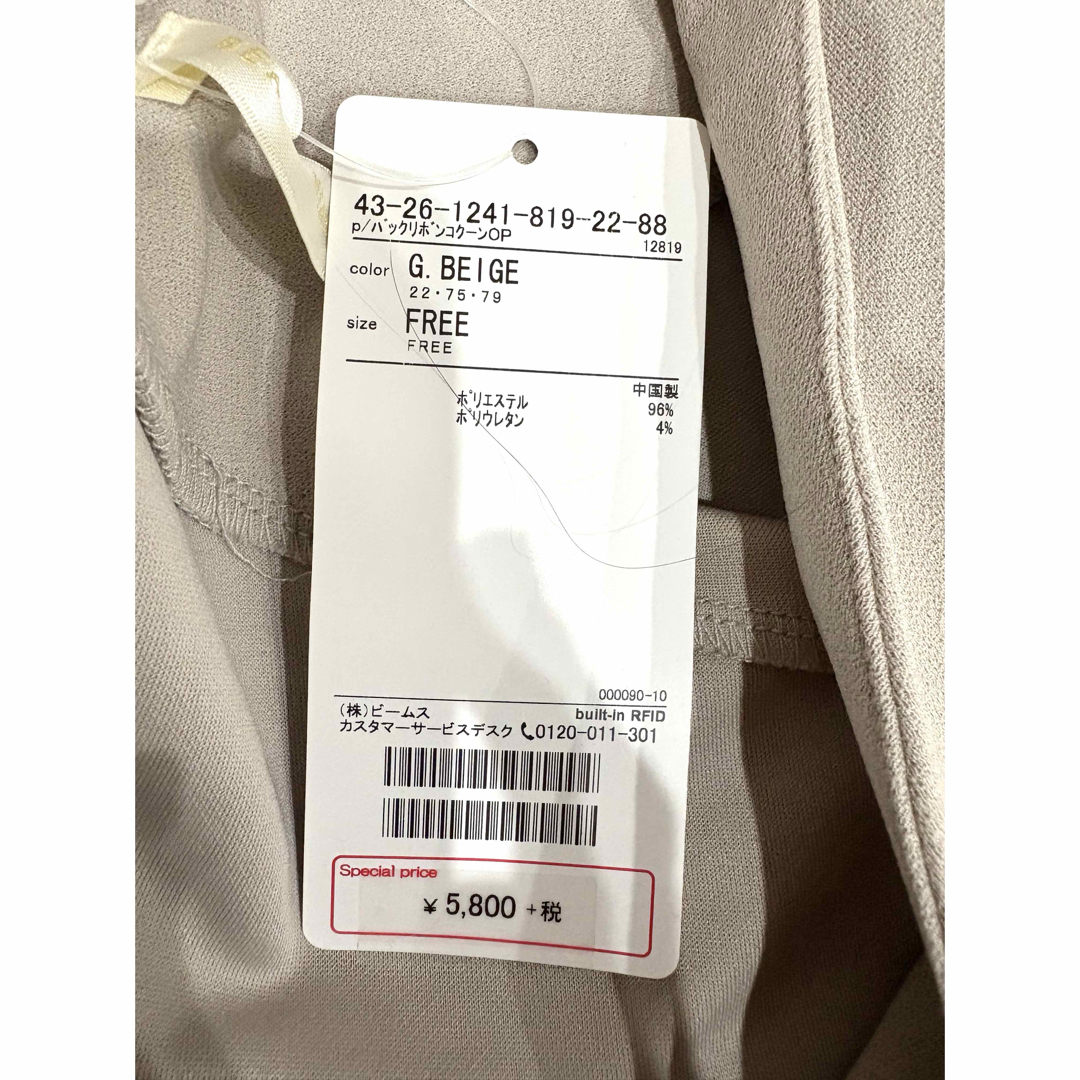 43-26-1241-819-22-88
p/ﾊﾞｯｸﾘﾎﾞﾝｺｸｰﾝOP
12819
color G. BEIGE
22・75・79
size FREE
FREE
中国製
ﾎﾟﾘｴｽﾃﾙ 96%
ﾎﾟﾘｳﾚﾀﾝ 4%
000090-10
(株)ビームス built-in RFID
カスタマーサービスデスク 0120-011-301
Special price
¥ 5,800 +税